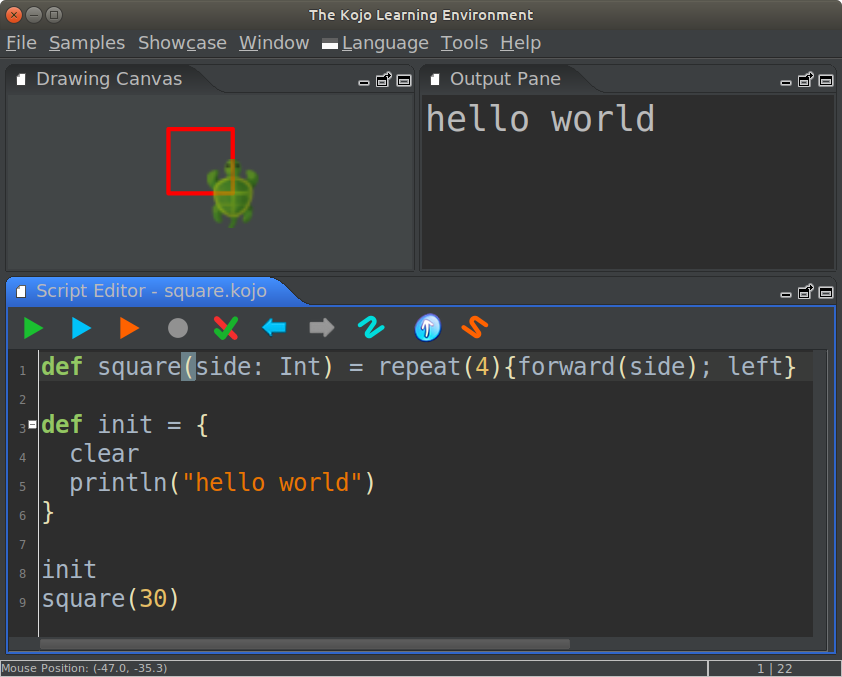 The Kojo Learning Environment
File Samples Showcase Window Language Tools Help
Drawing Canvas
Output Pane
hello world
Script Editor - square.kojo
1 def square(side: Int) = repeat(4){forward(side); left}
2
3 def init = {
4   clear
5   println("hello world")
6 }
7
8 init
9 square(30)
Mouse Position: (-47.0, -35.3)
1 | 22